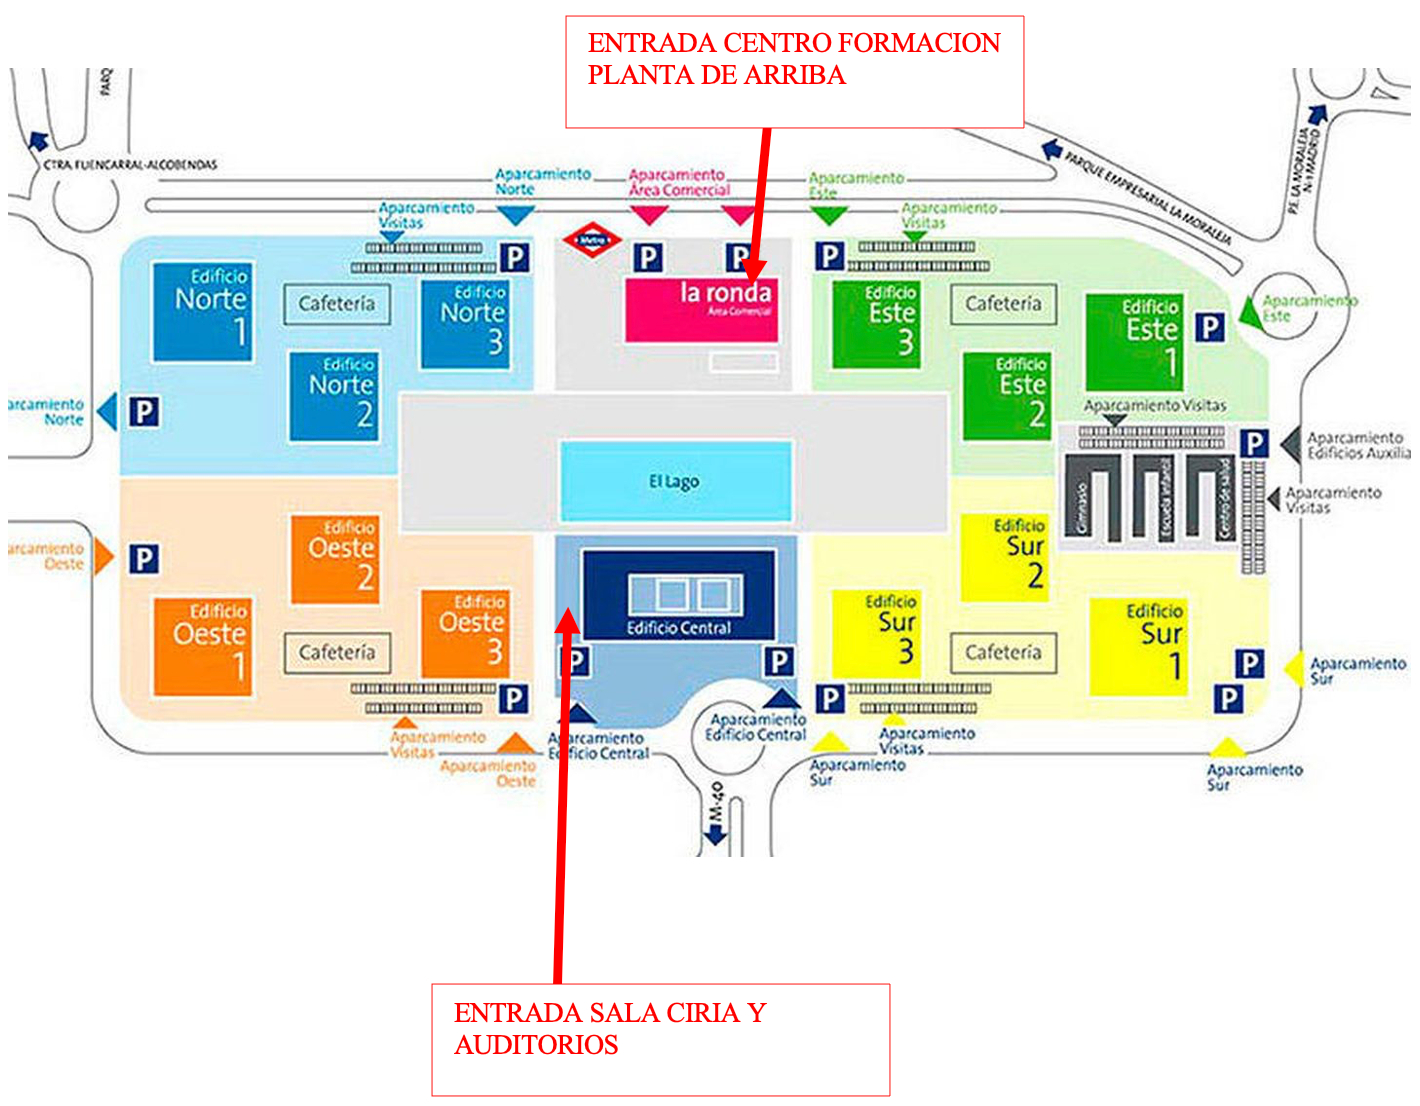 ENTRADA CENTRO FORMACION
PLANTA DE ARRIBA
PARQ
CTRA. FUENCARRAL-ALCOBENDAS
PARQUE EMPRESARIAL LA MORALEJA
P.E. LA MORALEJA
N-1 MADRID
Aparcamiento
Norte
Aparcamiento
Área Comercial
Aparcamiento
Este
Aparcamiento
Visitas
Aparcamiento
Visitas
Metro
P
P
P
P
Edificio
Norte
1
Cafetería
Edificio
Norte
3
Edificio
Norte
2
la ronda
Área Comercial
Edificio
Este
3
Cafetería
Edificio
Este
2
Edificio
Este
1
P
Aparcamiento
Este
arcamiento
Norte
P
Aparcamiento Visitas
P
Aparcamiento
Edificios Auxilia
Gimnasio
Escuela Infantil
Centro de salud
Aparcamiento
Visitas
El Lago
arcamiento
Oeste
P
Edificio
Oeste
2
Edificio
Oeste
1
Cafetería
Edificio
Oeste
3
Edificio Central
P
P
Edificio
Sur
2
Edificio
Sur
3
Cafetería
Edificio
Sur
1
P
P
P
P
Aparcamiento
Sur
Aparcamiento
Visitas
Aparcamiento
Oeste
Aparcamiento
Edificio Central
Aparcamiento
Edificio Central
Aparcamiento
Visitas
Aparcamiento
Sur
Aparcamiento
Sur
M-40
ENTRADA SALA CIRIA Y
AUDITORIOS